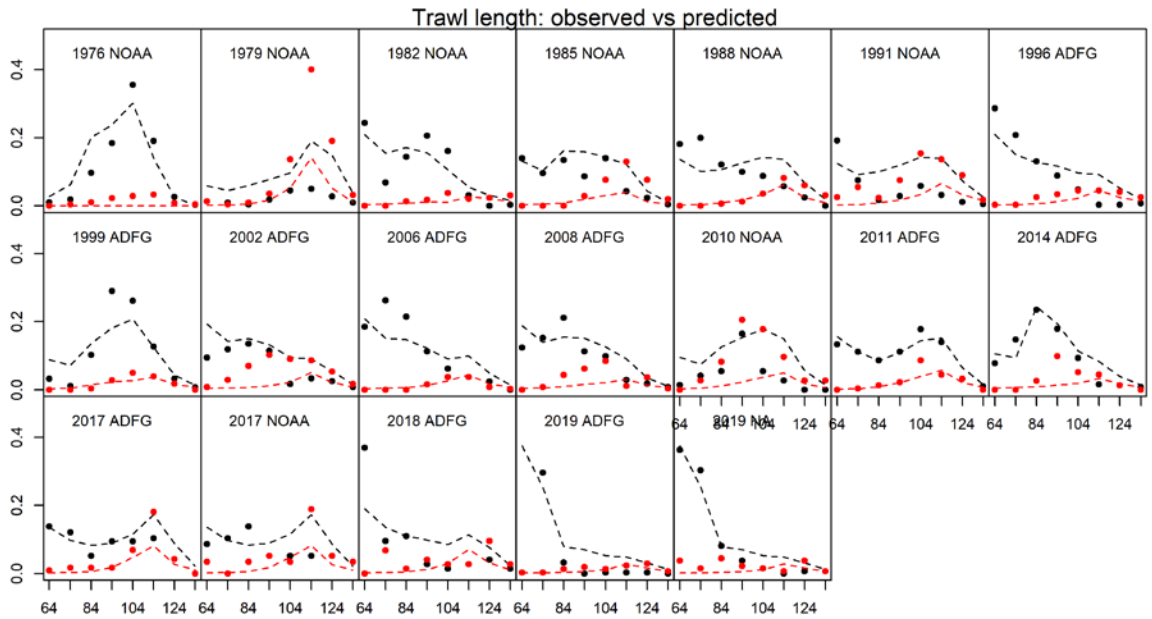 Trawl length: observed vs predicted
1976 NOAA 1979 NOAA 1982 NOAA 1985 NOAA 1988 NOAA 1991 NOAA 1996 ADFG
0.4
0.2
0.0
1999 ADFG 2002 ADFG 2006 ADFG 2008 ADFG 2010 NOAA 2011 ADFG 2014 ADFG
0.4
0.2
0.0
64 84 104 124 64 84 104 124 64 84 104 124
2017 ADFG 2017 NOAA 2018 ADFG 2019 ADFG 2019 NA
0.4
0.2
0.0
64 84 104 124 64 84 104 124 64 84 104 124 64 84 104 124 64 84 104 124